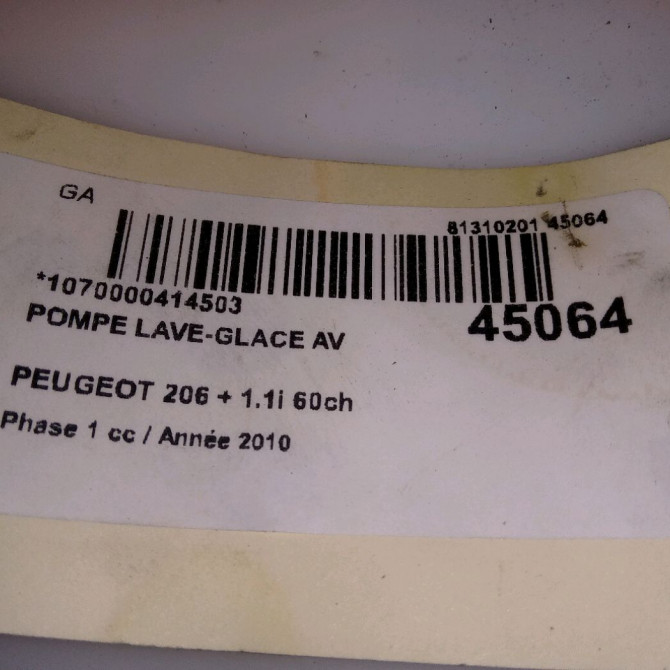 GA
81310201 45064
*1070000414503
45064
POMPE LAVE-GLACE AV
PEUGEOT 206 + 1.1i 60ch
Phase 1 cc / Année 2010